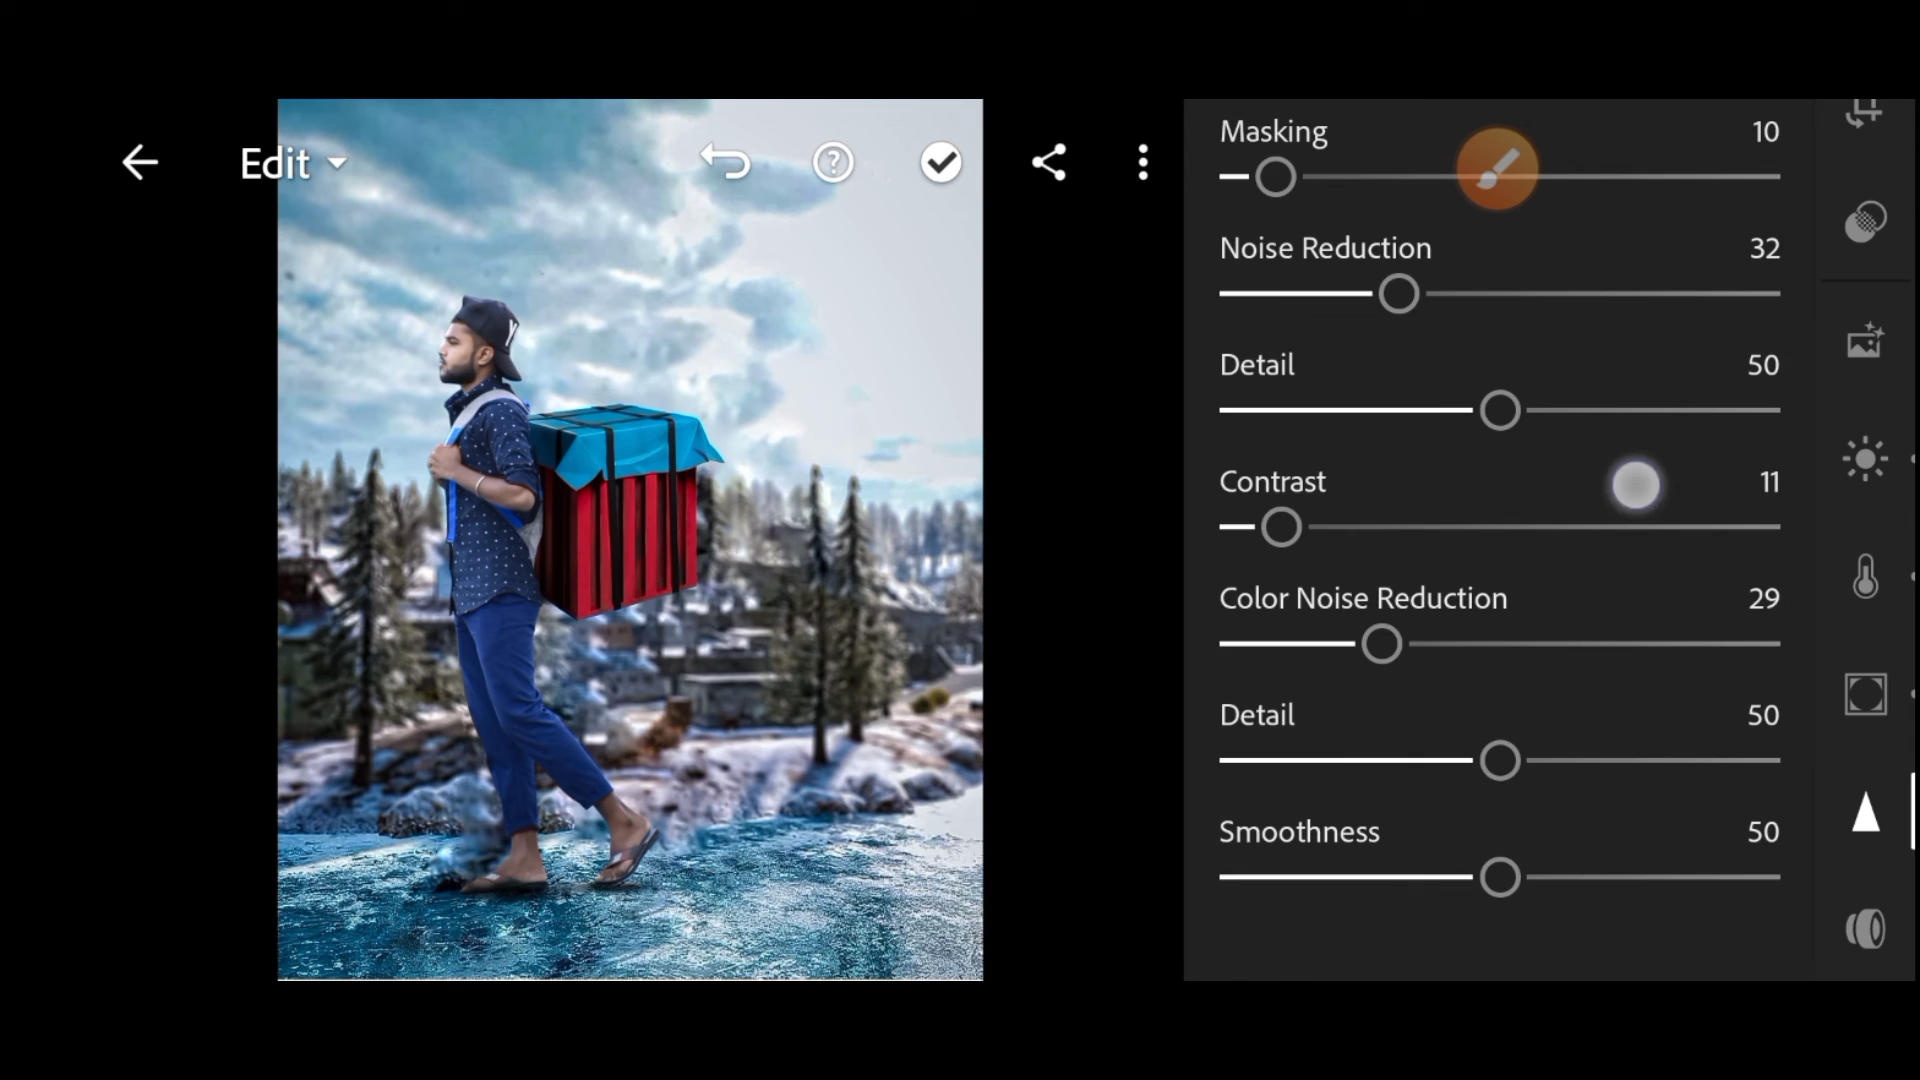 Edit
Masking 10
Noise Reduction 32
Detail 50
Contrast 11
Color Noise Reduction 29
Detail 50
Smoothness 50